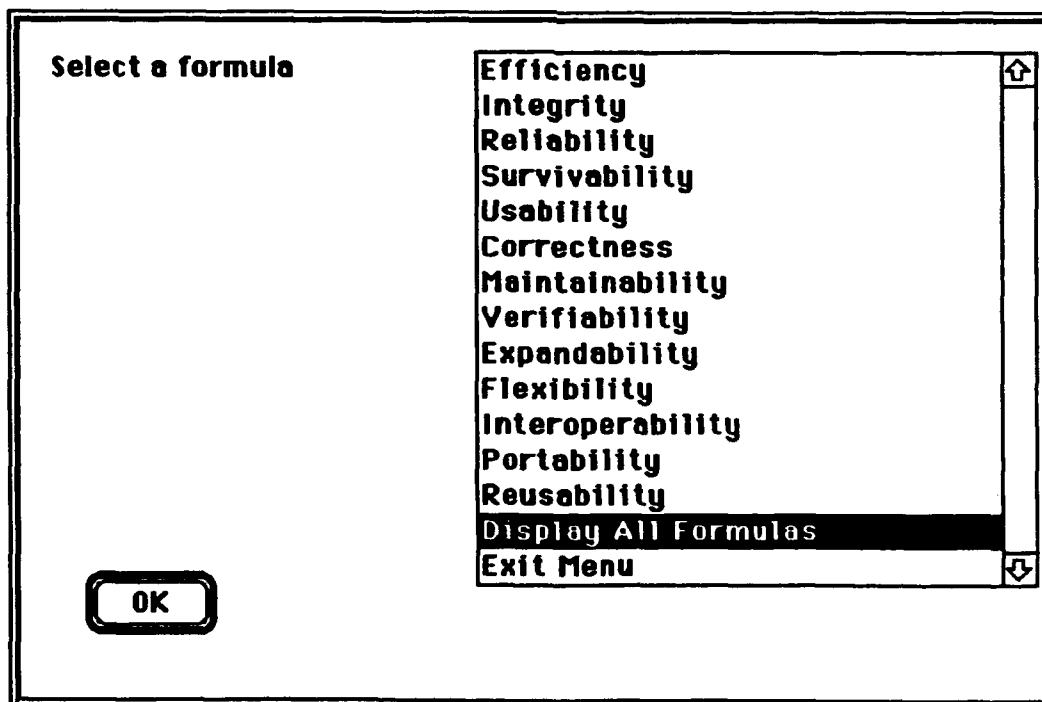 Select a formula
Efficiency
Integrity
Reliability
Survivability
Usability
Correctness
Maintainability
Verifiability
Expandability
Flexibility
Interoperability
Portability
Reusability
Display All Formulas
Exit Menu
OK